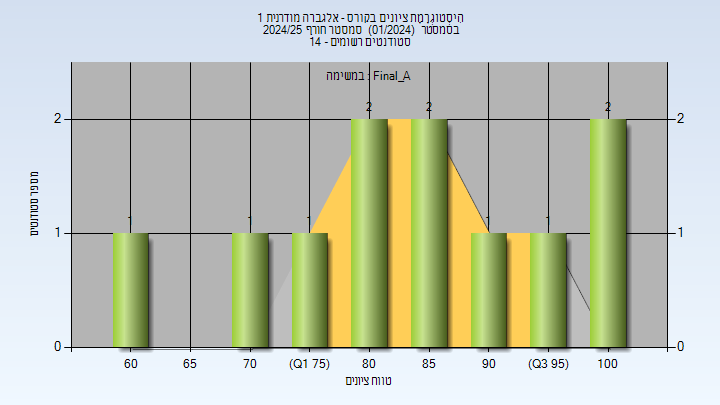 הִיסְטוֹגְרָמַת ציונים בקורס - אלגברה מודרנית 1
בסמסטר (01/2024) סמסטר חורף 2024/25
סטודנטים רשומים - 14
במשימה : Final_A
2 2 2
1 1 1 1 1
2 2
1 1
0 0
מספר סטודנטים
60 65 70 (Q1 75) 80 85 90 (Q3 95) 100
טווח ציונים